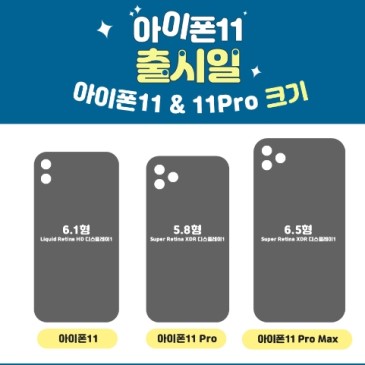 아이폰11
출시일
아이폰11 & 11Pro 크기
6.1형
Liquid Retina HD 디스플레이1
5.8형
Super Retina XDR 디스플레이1
6.5형
Super Retina XDR 디스플레이1
아이폰11
아이폰11 Pro
아이폰11 Pro Max